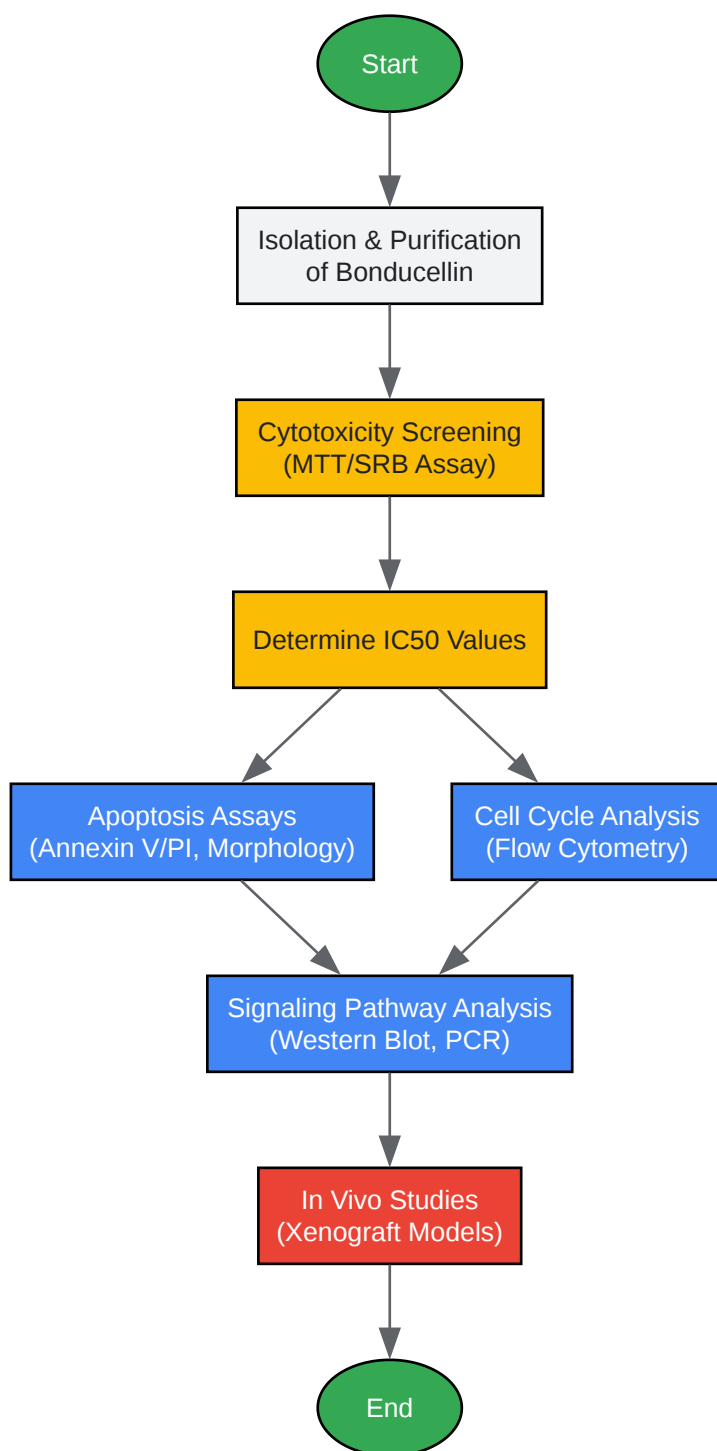 Start
Isolation & Purification
of Bonducellin
Cytotoxicity Screening
(MTT/SRB Assay)
Determine IC50 Values
Apoptosis Assays
(Annexin V/PI, Morphology)
Cell Cycle Analysis
(Flow Cytometry)
Signaling Pathway Analysis
(Western Blot, PCR)
In Vivo Studies
(Xenograft Models)
End